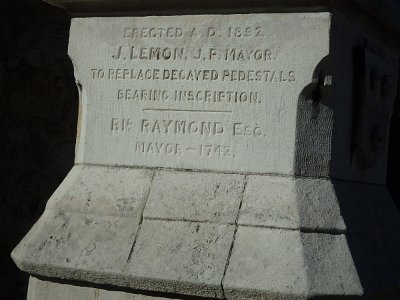 ERECTED A.D. 1892.
J. LEMON, J.P. MAYOR.
TO REPLACE DECAYED PEDESTALS
BEARING INSCRIPTION.
RD. RAYMOND ESQ.
MAYOR - 1742.